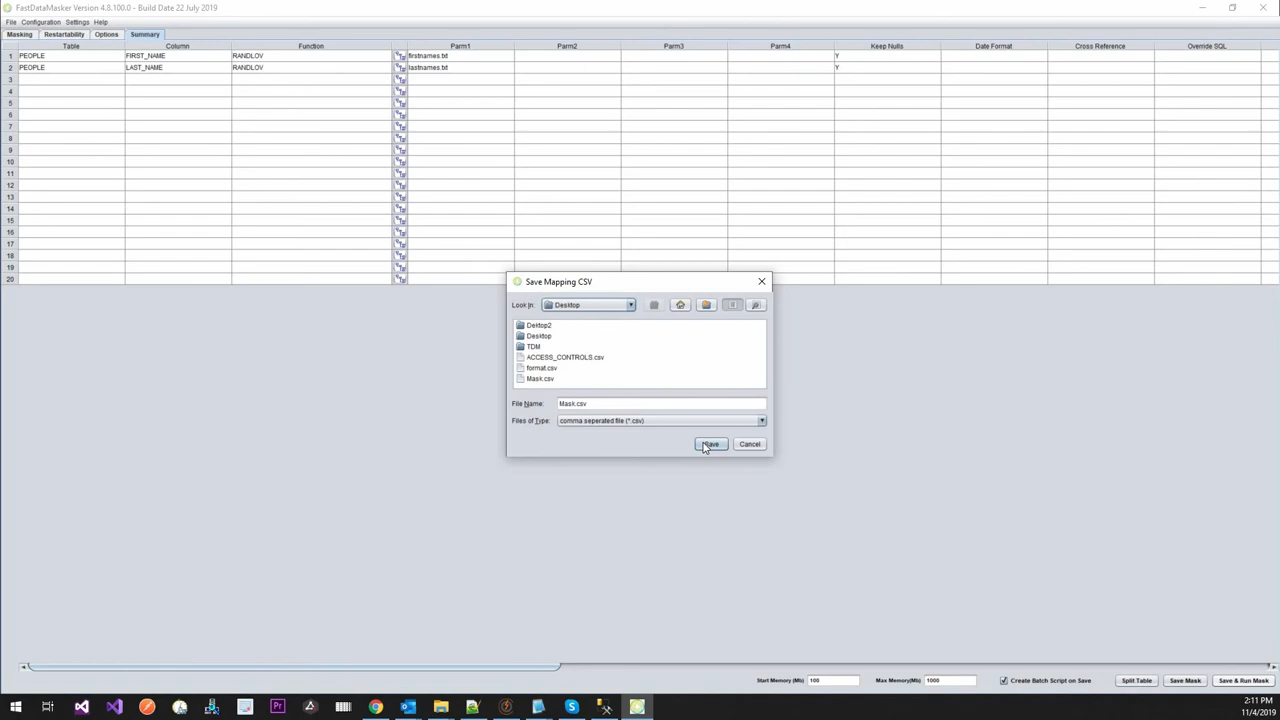 FastDataMasker Version 4.8.100.0 - Build Date 22 July 2019
File Configuration Settings Help
Masking Restartability Options Summary
Table Column Function Parm1 Parm2 Parm3 Parm4 Keep Nulls Date Format Cross Reference Override SQL
1 PEOPLE FIRST_NAME RANDLOV firstnames.txt Y
2 PEOPLE LAST_NAME RANDLOV lastnames.txt Y
3
4
5
6
7
8
9
10
11
12
13
14
15
16
17
18
19
20
Save Mapping CSV
Look In: Desktop
Dektop2
Desktop
TDM
ACCESS_CONTROLS.csv
format.csv
Mask.csv
File Name: Mask.csv
Files of Type: comma seperated file (*.csv)
Save Cancel
Start Memory (Mb) 100 Max Memory(Mb) 1000 Create Batch Script on Save Split Table Save Mask Save & Run Mask
2:11 PM
11/4/2019